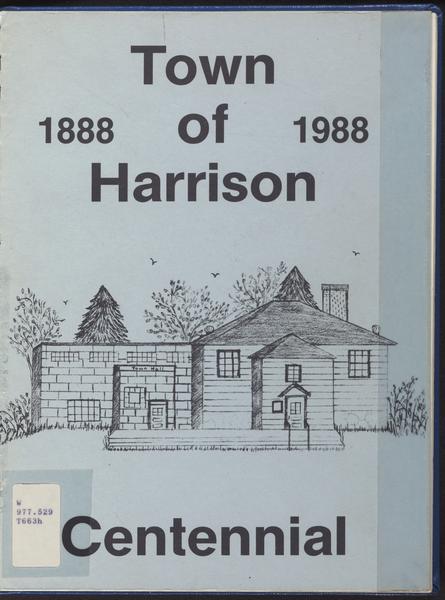 Town
1888 of 1988
Harrison
Town Hall
W
977.529
T663h
Centennial